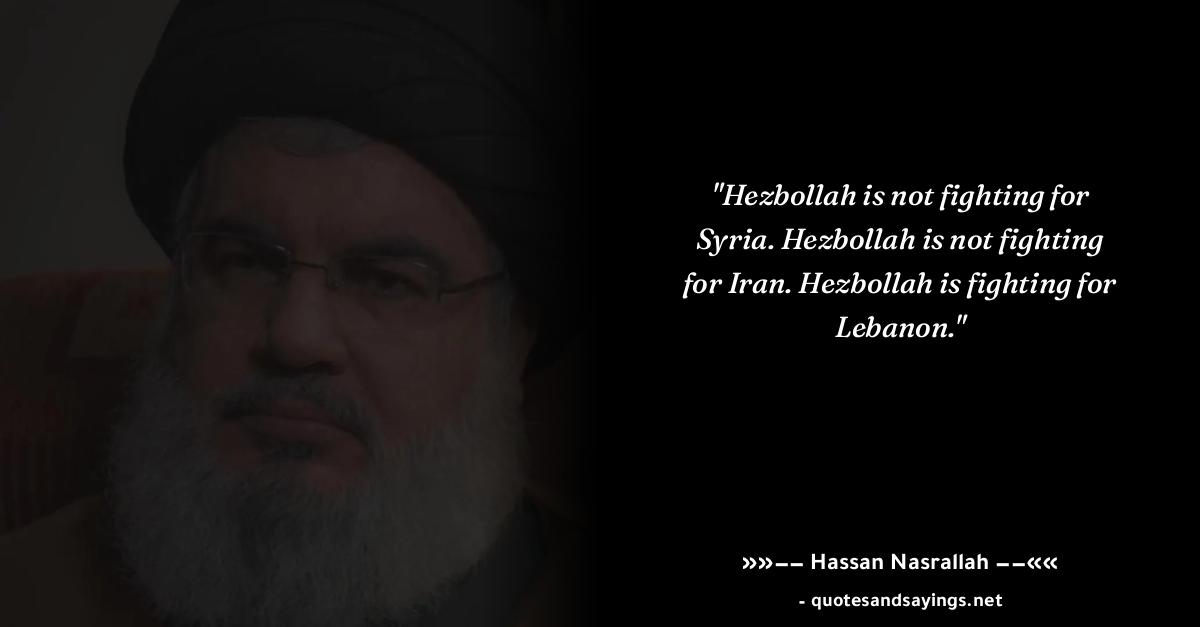 "Hezbollah is not fighting for
Syria. Hezbollah is not fighting
for Iran. Hezbollah is fighting for
Lebanon."
»»−− Hassan Nasrallah −−««
- quotesandsayings.net